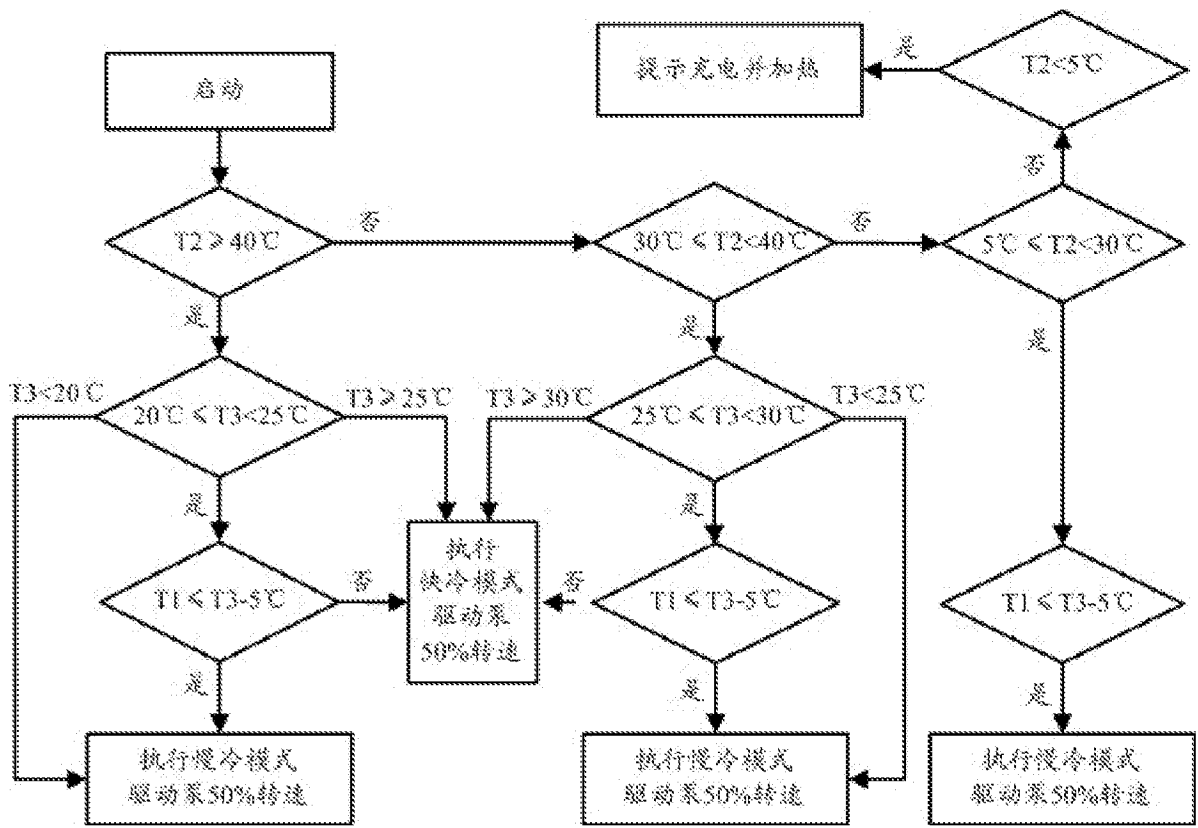 启动
提示充电并加热
是
T2<5℃
否
T2≥40℃
否
30℃≤T2<40℃
否
5℃≤T2<30℃
是
是
是
T3<20℃
20℃≤T3<25℃
T3≥25℃
T3≥30℃
25℃≤T3<30℃
T3<25℃
是
是
执行
快冷模式
驱动泵
50%转速
T1≤T3-5℃
否
否
T1≤T3-5℃
T1≤T3-5℃
是
是
是
执行慢冷模式
驱动泵50%转速
执行慢冷模式
驱动泵50%转速
执行慢冷模式
驱动泵50%转速